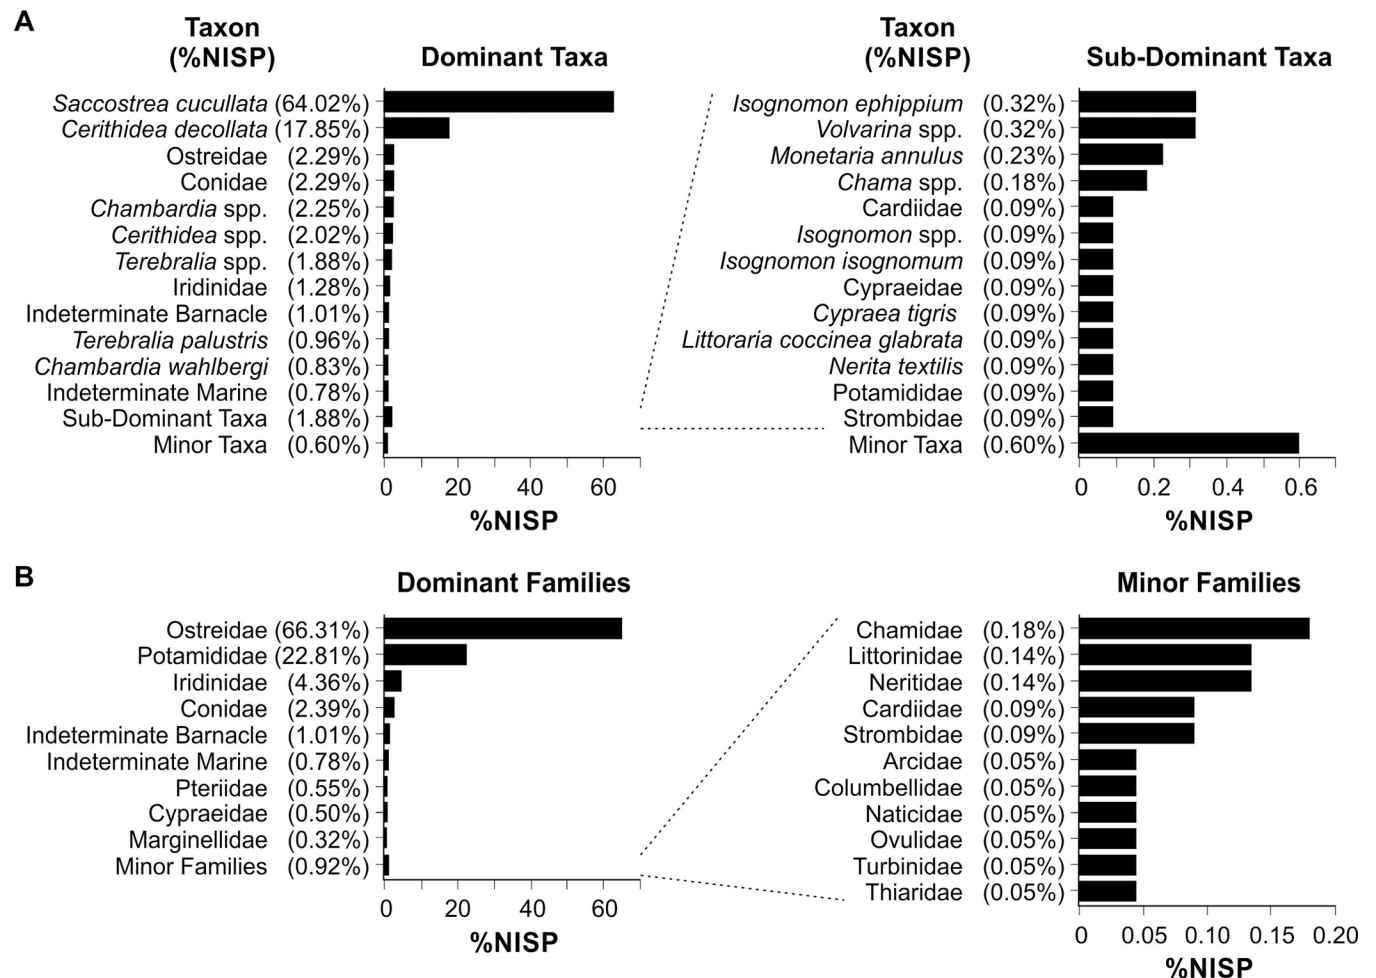 A
Taxon
(%NISP)
Dominant Taxa
Saccostrea cucullata (64.02%)
Cerithidea decollata (17.85%)
Ostreidae (2.29%)
Conidae (2.29%)
Chambardia spp. (2.25%)
Cerithidea spp. (2.02%)
Terebralia spp. (1.88%)
Iridinidae (1.28%)
Indeterminate Barnacle (1.01%)
Terebralia palustris (0.96%)
Chambardia wahlbergi (0.83%)
Indeterminate Marine (0.78%)
Sub-Dominant Taxa (1.88%)
Minor Taxa (0.60%)
0 20 40 60
%NISP
Taxon
(%NISP)
Sub-Dominant Taxa
Isognomon ephippium (0.32%)
Volvarina spp. (0.32%)
Monetaria annulus (0.23%)
Chama spp. (0.18%)
Cardiidae (0.09%)
Isognomon spp. (0.09%)
Isognomon isognomum (0.09%)
Cypraeidae (0.09%)
Cypraea tigris (0.09%)
Littoraria coccinea glabrata (0.09%)
Nerita textilis (0.09%)
Potamididae (0.09%)
Strombidae (0.09%)
Minor Taxa (0.60%)
0 0.2 0.4 0.6
%NISP
B
Dominant Families
Ostreidae (66.31%)
Potamididae (22.81%)
Iridinidae (4.36%)
Conidae (2.39%)
Indeterminate Barnacle (1.01%)
Indeterminate Marine (0.78%)
Pteriidae (0.55%)
Cypraeidae (0.50%)
Marginellidae (0.32%)
Minor Families (0.92%)
0 20 40 60
%NISP
Minor Families
Chamidae (0.18%)
Littorinidae (0.14%)
Neritidae (0.14%)
Cardiidae (0.09%)
Strombidae (0.09%)
Arcidae (0.05%)
Columbellidae (0.05%)
Naticidae (0.05%)
Ovulidae (0.05%)
Turbinidae (0.05%)
Thiaridae (0.05%)
0 0.05 0.10 0.15 0.20
%NISP